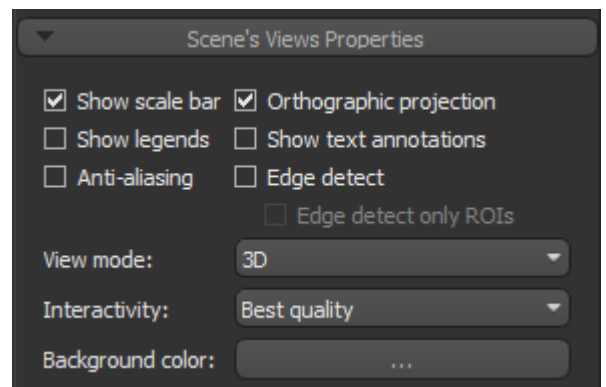 Scene's Views Properties
Show scale bar Orthographic projection
Show legends Show text annotations
Anti-aliasing Edge detect
Edge detect only ROIs
View mode: 3D
Interactivity: Best quality
Background color: ...